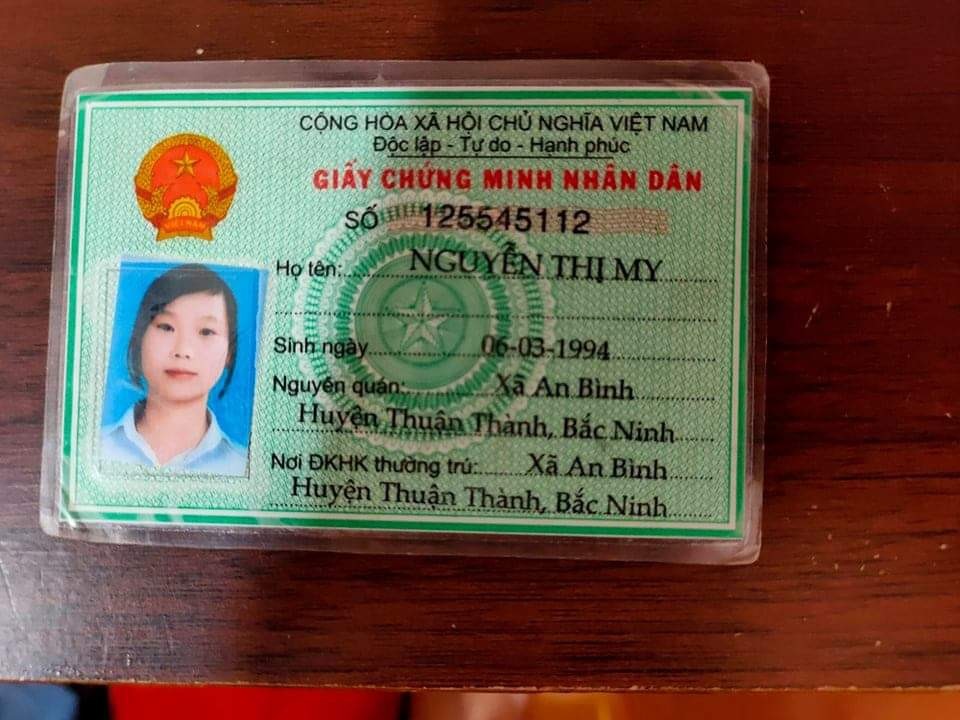 CỘNG HÒA XÃ HỘI CHỦ NGHĨA VIỆT NAM
Độc lập - Tự do - Hạnh phúc
GIẤY CHỨNG MINH NHÂN DÂN
SỐ 125545112
Họ tên: NGUYỄN THỊ MY
Sinh ngày 06-03-1994
Nguyên quán: Xã An Bình
Huyện Thuận Thành, Bắc Ninh
Nơi ĐKHK thường trú: Xã An Bình
Huyện Thuận Thành, Bắc Ninh